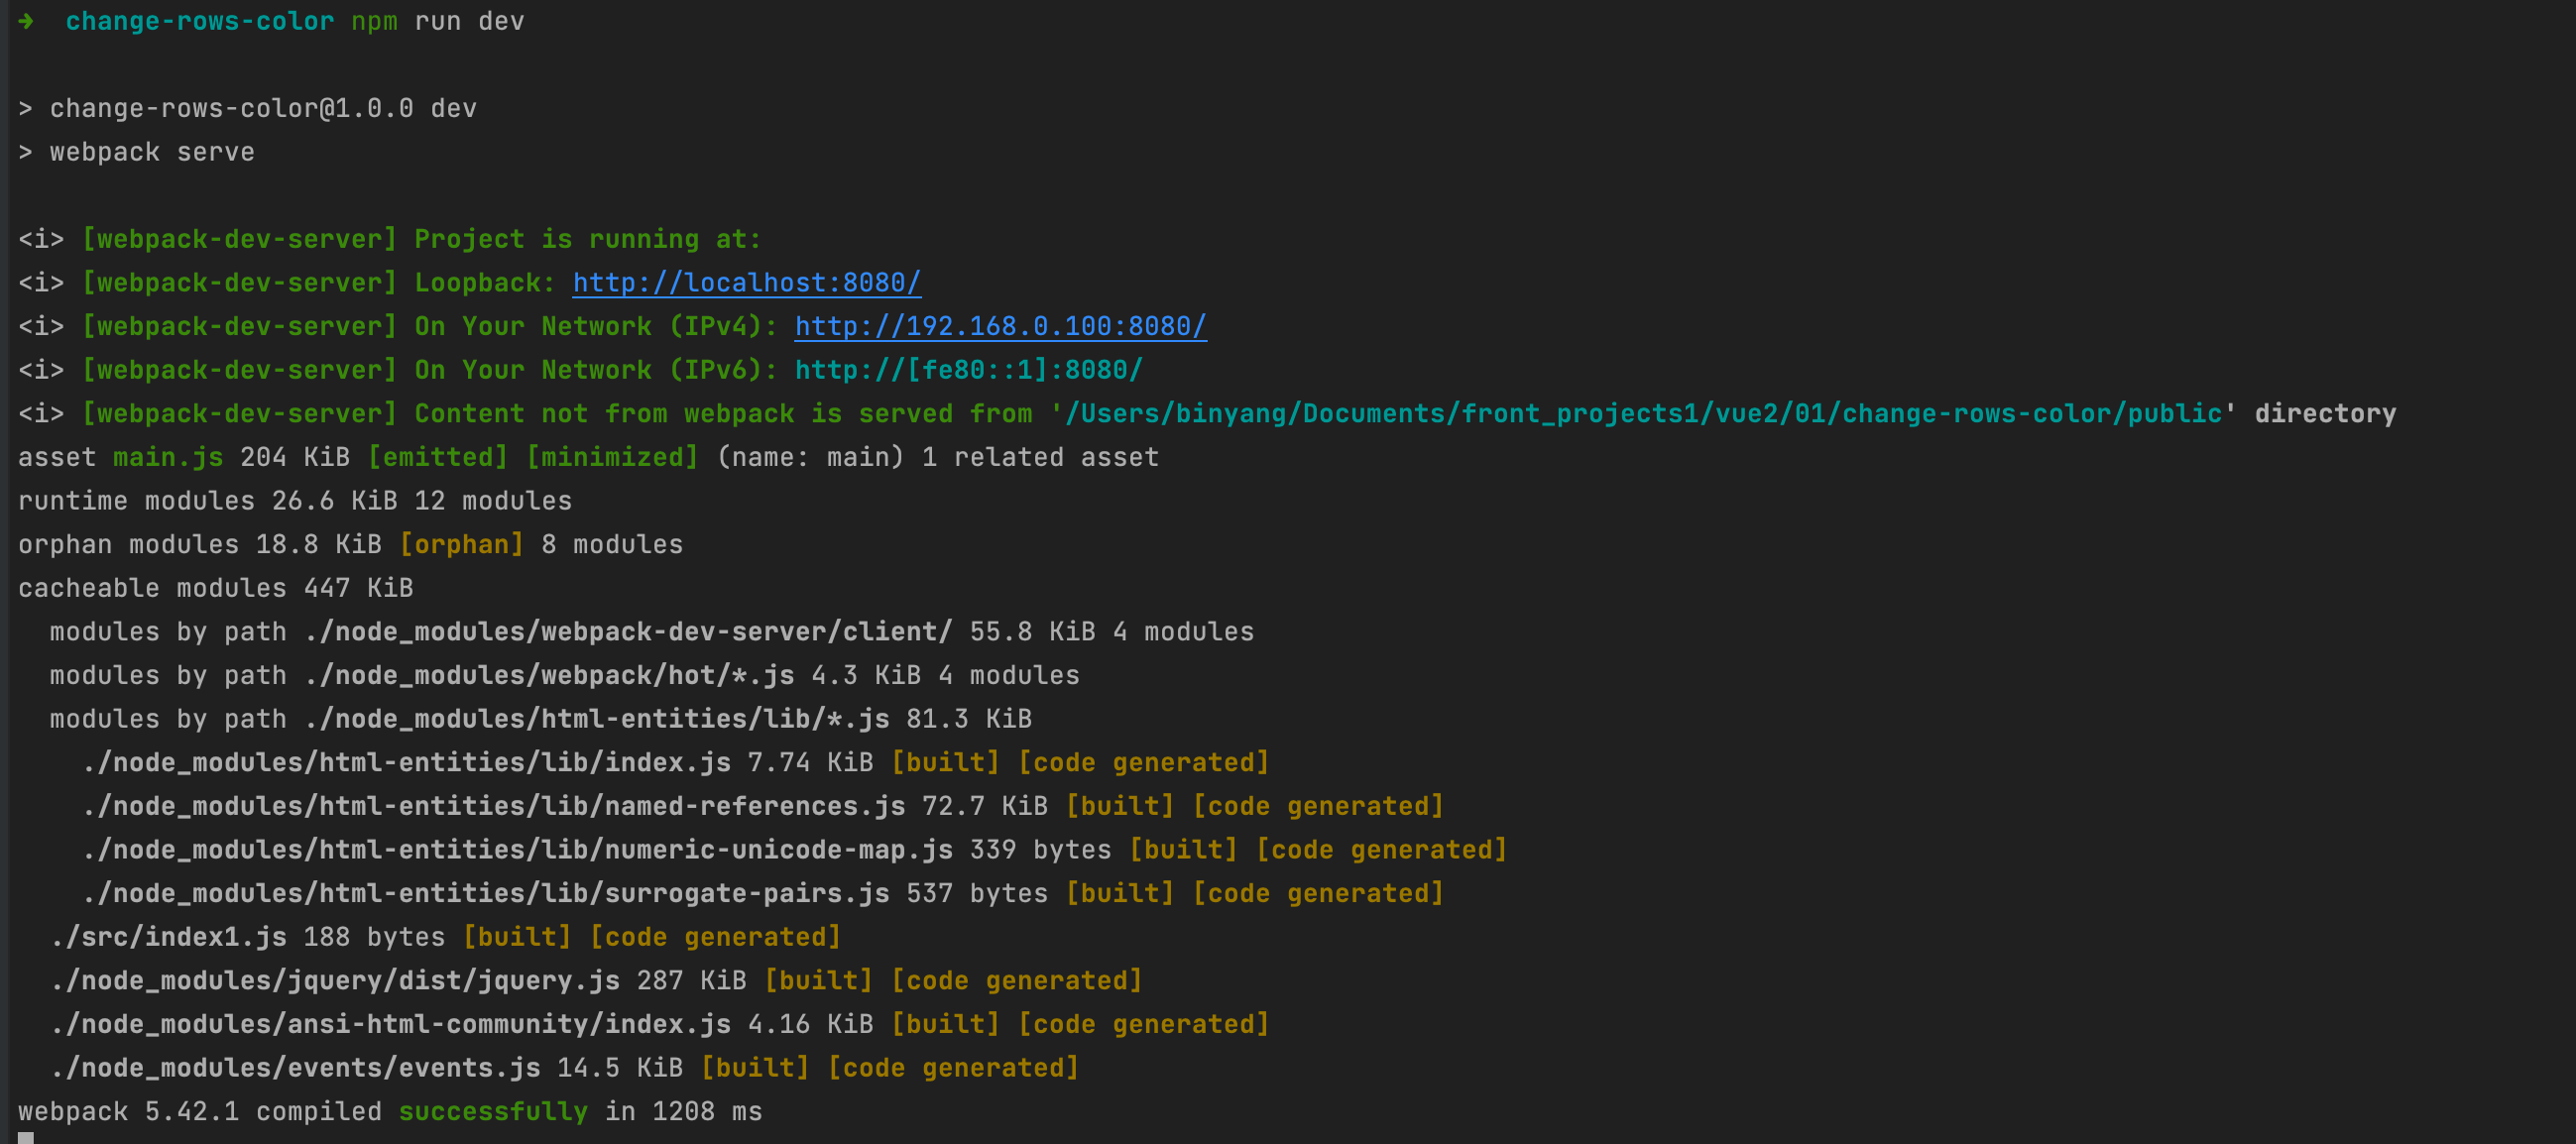 ➜  change-rows-color npm run dev
> change-rows-color@1.0.0 dev
> webpack serve
<i> [webpack-dev-server] Project is running at:
<i> [webpack-dev-server] Loopback: http://localhost:8080/
<i> [webpack-dev-server] On Your Network (IPv4): http://192.168.0.100:8080/
<i> [webpack-dev-server] On Your Network (IPv6): http://[fe80::1]:8080/
<i> [webpack-dev-server] Content not from webpack is served from '/Users/binyang/Documents/front_projects1/vue2/01/change-rows-color/public' directory
asset main.js 204 KiB [emitted] [minimized] (name: main) 1 related asset
runtime modules 26.6 KiB 12 modules
orphan modules 18.8 KiB [orphan] 8 modules
cacheable modules 447 KiB
  modules by path ./node_modules/webpack-dev-server/client/ 55.8 KiB 4 modules
  modules by path ./node_modules/webpack/hot/*.js 4.3 KiB 4 modules
  modules by path ./node_modules/html-entities/lib/*.js 81.3 KiB
    ./node_modules/html-entities/lib/index.js 7.74 KiB [built] [code generated]
    ./node_modules/html-entities/lib/named-references.js 72.7 KiB [built] [code generated]
    ./node_modules/html-entities/lib/numeric-unicode-map.js 339 bytes [built] [code generated]
    ./node_modules/html-entities/lib/surrogate-pairs.js 537 bytes [built] [code generated]
  ./src/index1.js 188 bytes [built] [code generated]
  ./node_modules/jquery/dist/jquery.js 287 KiB [built] [code generated]
  ./node_modules/ansi-html-community/index.js 4.16 KiB [built] [code generated]
  ./node_modules/events/events.js 14.5 KiB [built] [code generated]
webpack 5.42.1 compiled successfully in 1208 ms